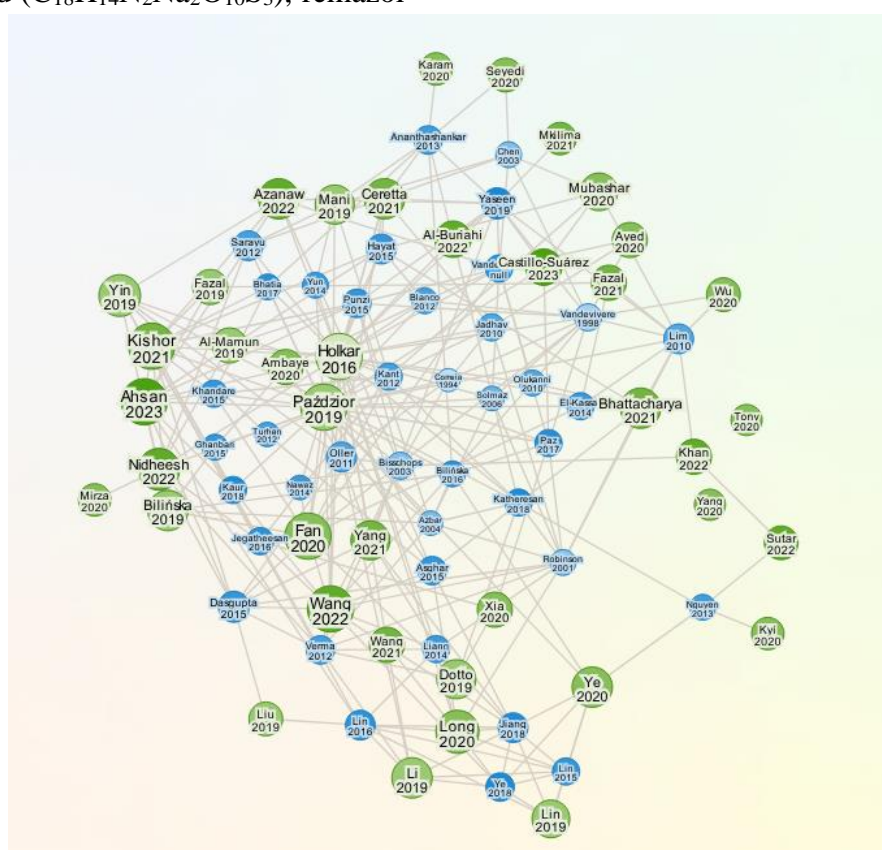 (C₁₈H₁₄N₂Na₂O₁₀S₃), remazol
Karam
2020
Seyedi
2020
Ananthashankar
2013
Mkilima
2021
Chen
2003
Azanaw
2022
Mani
2019
Ceretta
2021
Yaseen
2019
Mubashar
2020
Sarayu
2012
Hayat
2015
Al-Buriahi
2022
Ayed
2020
Castillo-Suárez
2023
null
Yin
2019
Fazal
2019
Bhatia
2017
Yun
2014
Punzi
2015
Blanco
2012
Fazal
2021
Wu
2020
Vandevivere
1998
Kishor
2021
Al-Mamun
2019
Holkar
2016
Jadhav
2010
Lim
2010
Ambaye
2020
Kant
2012
Correia
1994
Olukanni
2010
Ahsan
2023
Khandare
2015
Paździor
2019
Solmaz
2006
El-Kassa
2014
Bhattacharya
2021
Tony
2020
Ghanbari
2015
Turhan
2012
Oller
2011
Bisschops
2003
Bilińska
2016
Paz
2017
Khan
2022
Nidheesh
2022
Kaur
2018
Nawaz
2014
Mirza
2020
Bilińska
2019
Katheresan
2018
Yang
2020
Jegatheesan
2016
Fan
2020
Yang
2021
Azbar
2004
Sutar
2022
Asghar
2015
Robinson
2001
Dasgupta
2015
Wang
2022
Xia
2020
Nguyen
2013
Kyi
2020
Verma
2012
Wang
2021
Liang
2014
Dotto
2019
Ye
2020
Liu
2019
Lin
2016
Long
2020
Jiang
2018
Li
2019
Ye
2018
Lin
2015
Lin
2019